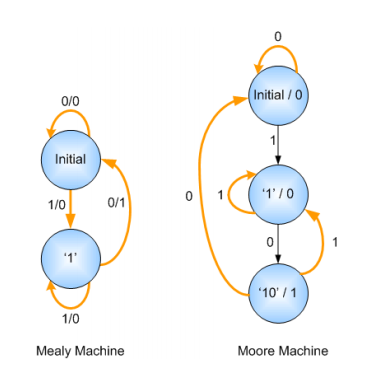 0/0
Initial
1/0
0/1
'1'
1/0
Mealy Machine
0
Initial / 0
1
0
1
'1' / 0
0
1
'10' / 1
Moore Machine